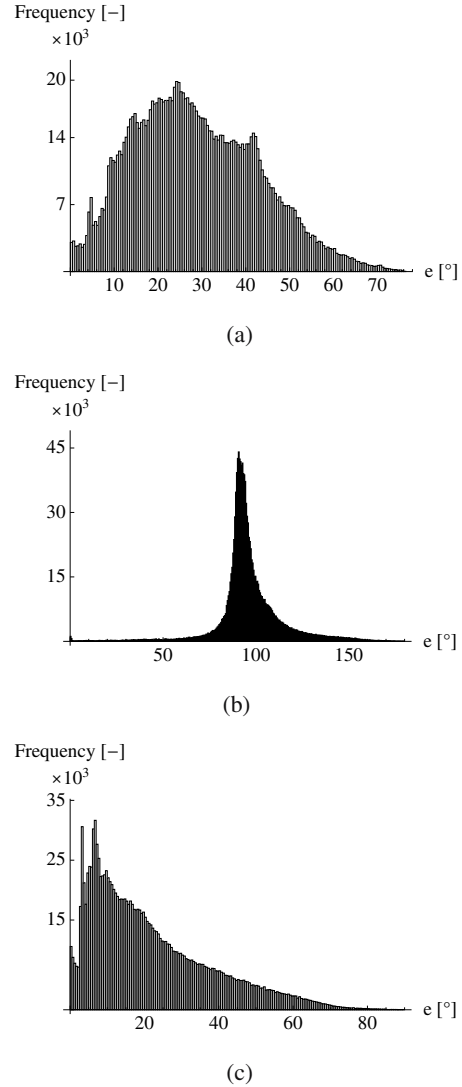 Frequency [−]
×10³
20
14
7
10 20 30 40 50 60 70 e [°]
(a)
Frequency [−]
×10³
45
30
15
50 100 150 e [°]
(b)
Frequency [−]
×10³
35
25
15
20 40 60 80 e [°]
(c)